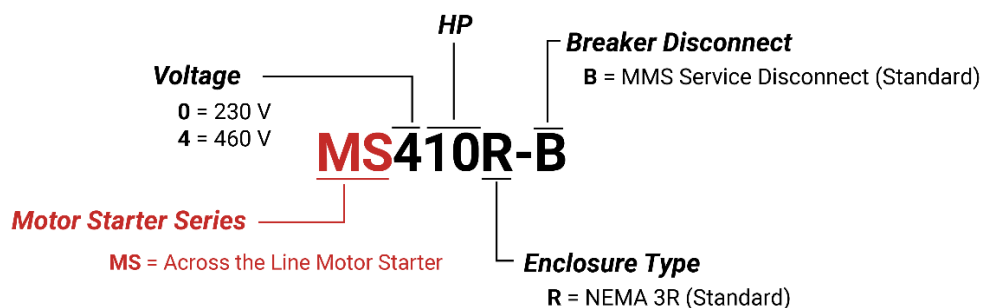 HP
Breaker Disconnect
B = MMS Service Disconnect (Standard)
Voltage
0 = 230 V
4 = 460 V
MS410R-B
Motor Starter Series
MS = Across the Line Motor Starter
Enclosure Type
R = NEMA 3R (Standard)